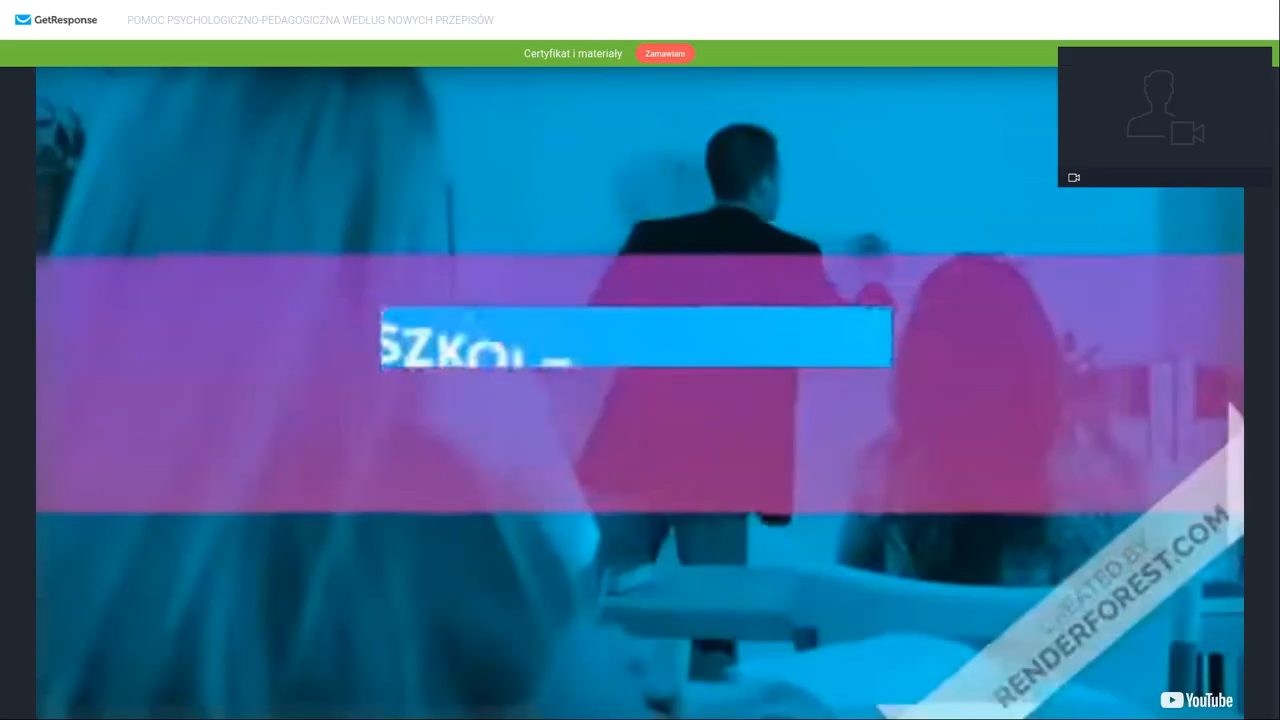 GetResponse
POMOC PSYCHOLOGICZNO-PEDAGOGICZNA WEDŁUG NOWYCH PRZEPISÓW
Certyfikat i materiały
Zamawiam
CREATED BY
RENDERFOREST.COM
YouTube